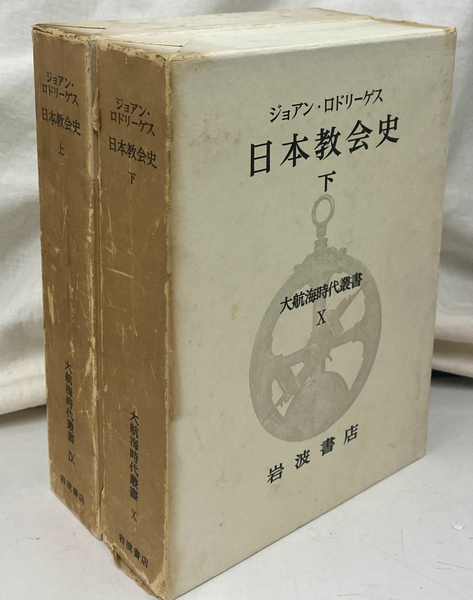 ジョアン・ロドリーゲス
日本教会史
下
大航海時代叢書
X
岩波書店
ジョアン・
ロドリーゲス
日本教会史
下
大航海時代叢書 X
岩波書店
ジョアン・
ロドリーゲス
日本教会史
上
大航海時代叢書 IX
岩波書店